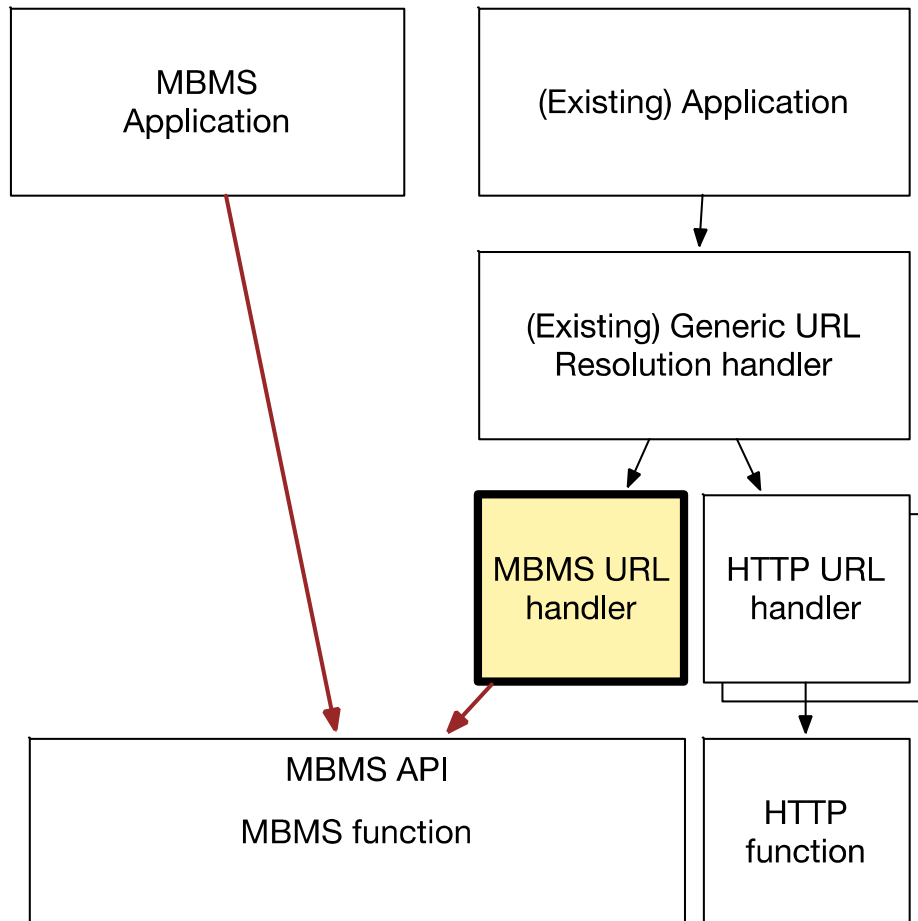 MBMS
Application
(Existing) Application
(Existing) Generic URL
Resolution handler
MBMS URL
handler
HTTP URL
handler
MBMS API
MBMS function
HTTP
function